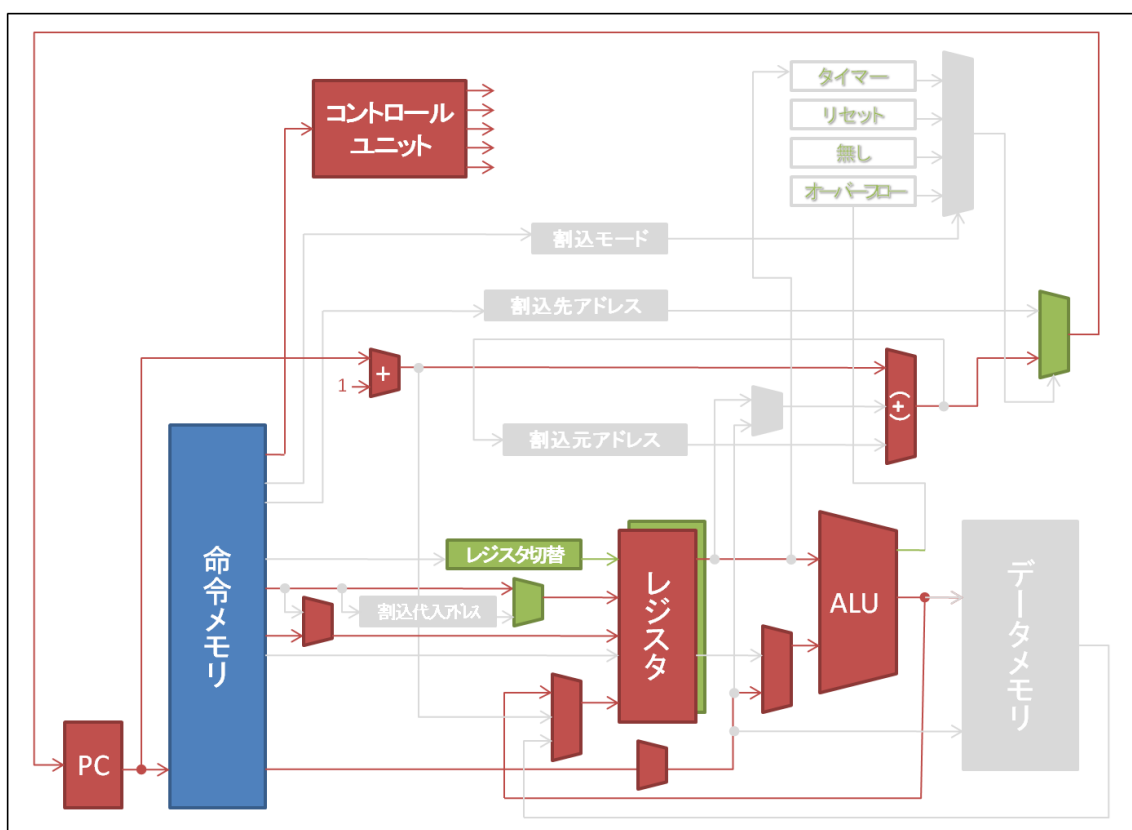 コントロール
ユニット
タイマー
リセット
無し
オーバーフロー
割込モード
割込先アドレス
+
1
(+)
割込元アドレス
命令メモリ
レジスタ切替
レジスタ
ALU
データメモリ
割込代入アドレス
PC